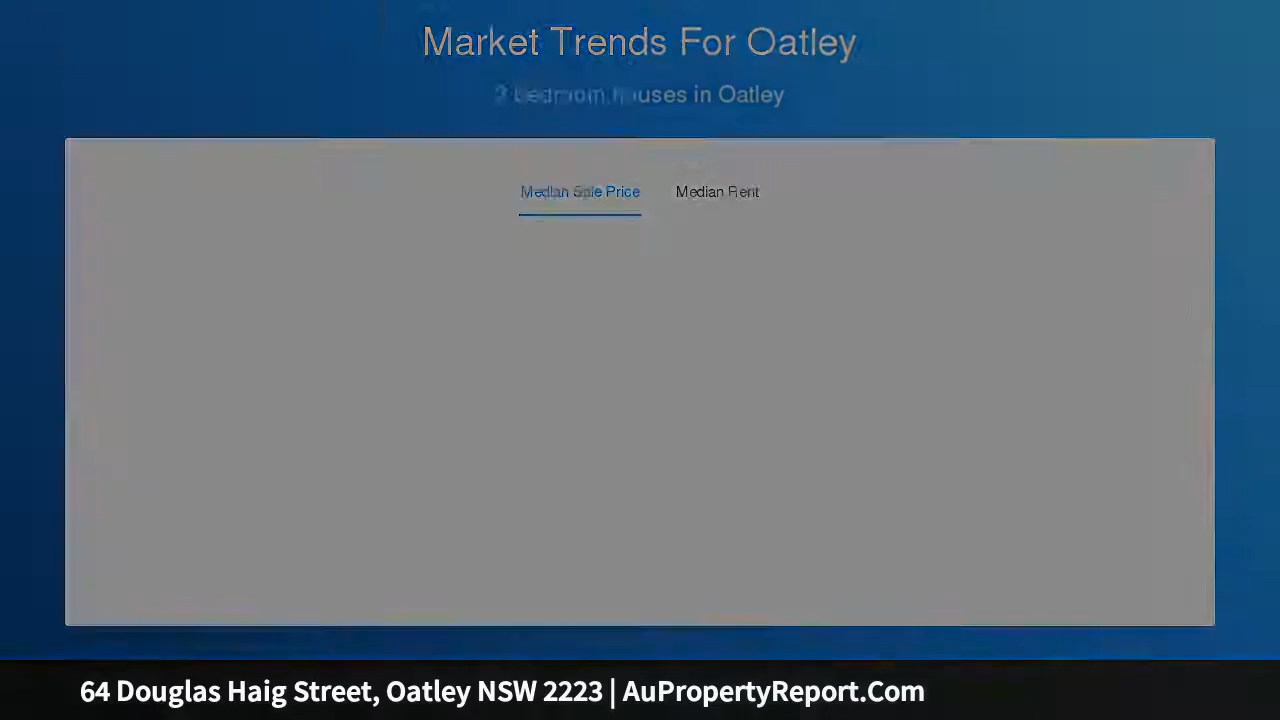 Market Trends For Oatley
bedroom houses in Oatley
Median Sale Price
Median Rent
64 Douglas Haig Street, Oatley NSW 2223 | AuPropertyReport.Com